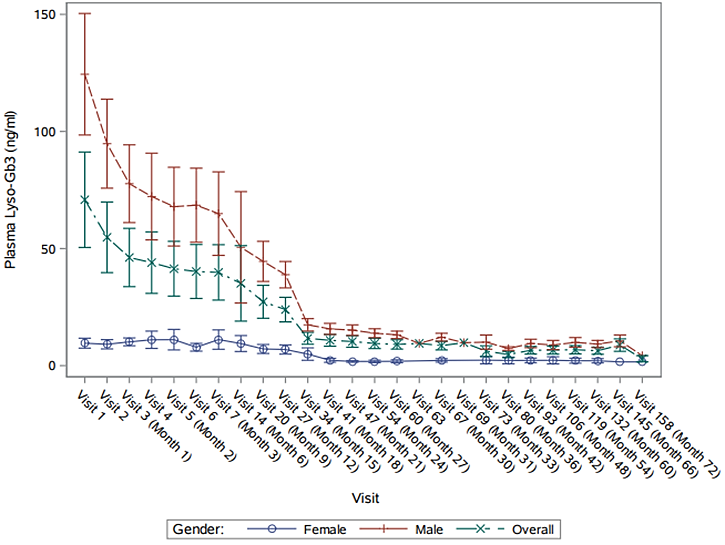 150
100
50
0
Plasma Lyso-Gb3 (ng/ml)
Visit 1
Visit 2
Visit 3 (Month 1)
Visit 4
Visit 5 (Month 2)
Visit 6
Visit 7 (Month 3)
Visit 14 (Month 6)
Visit 20 (Month 9)
Visit 27 (Month 12)
Visit 34 (Month 15)
Visit 41 (Month 18)
Visit 47 (Month 21)
Visit 54 (Month 24)
Visit 60 (Month 27)
Visit 63
Visit 67 (Month 30)
Visit 69 (Month 31)
Visit 73 (Month 33)
Visit 80 (Month 36)
Visit 93 (Month 42)
Visit 106 (Month 48)
Visit 119 (Month 54)
Visit 132 (Month 60)
Visit 145 (Month 66)
Visit 158 (Month 72)
Visit
Gender: Female Male Overall